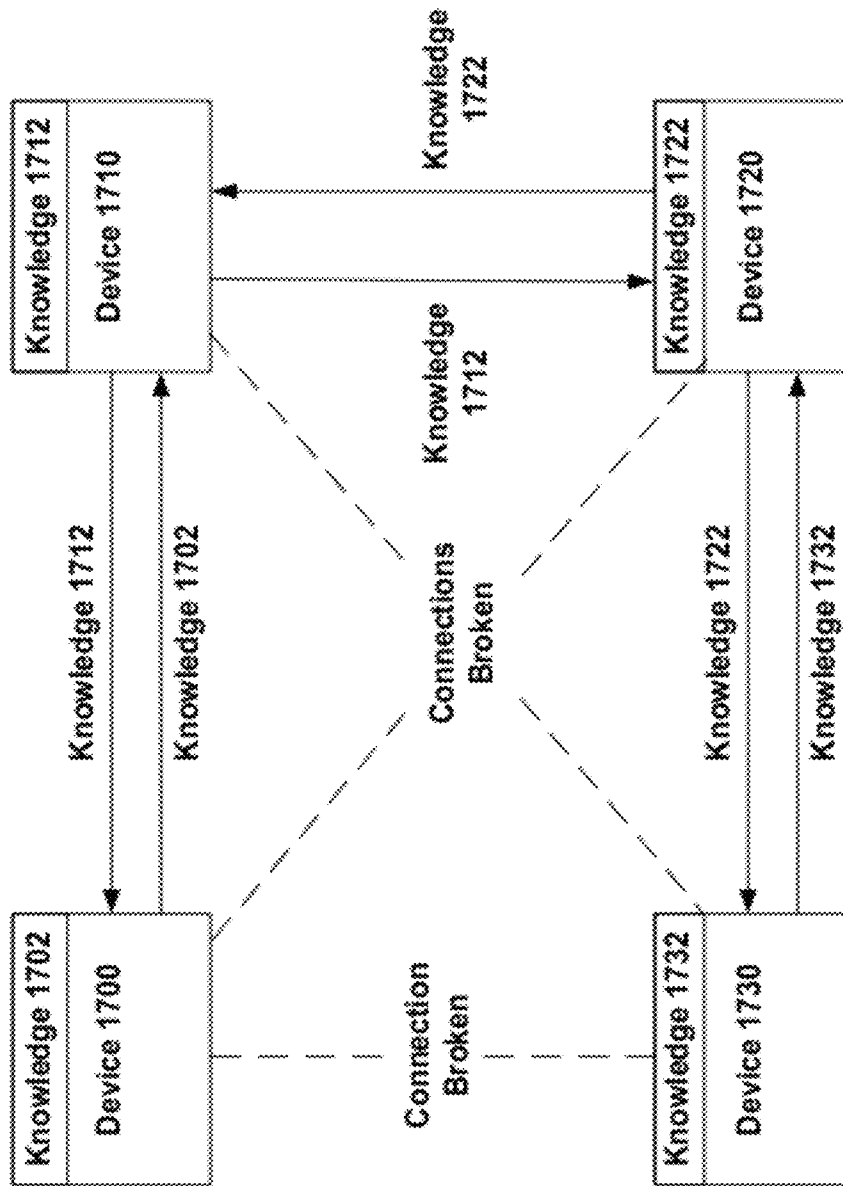 Knowledge 1702
Device 1700
Knowledge 1712
Knowledge 1702
Knowledge 1712
Device 1710
Connection
Broken
Connections
Broken
Knowledge
1712
Knowledge
1722
Knowledge 1732
Device 1730
Knowledge 1722
Knowledge 1732
Knowledge 1722
Device 1720